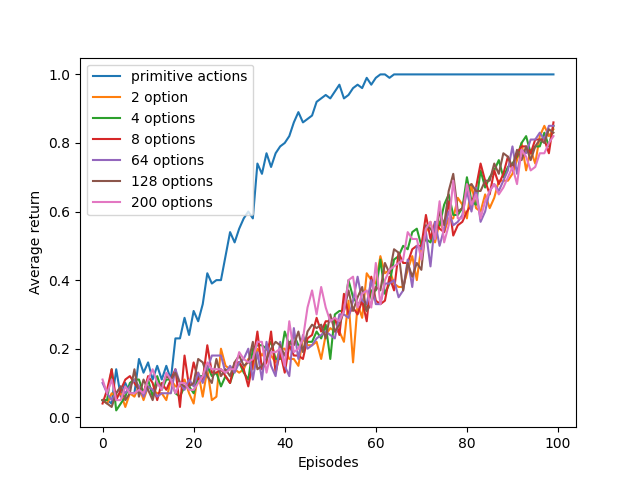 1.0
0.8
0.6
0.4
0.2
0.0
Average return
primitive actions
2 option
4 options
8 options
64 options
128 options
200 options
0 20 40 60 80 100
Episodes